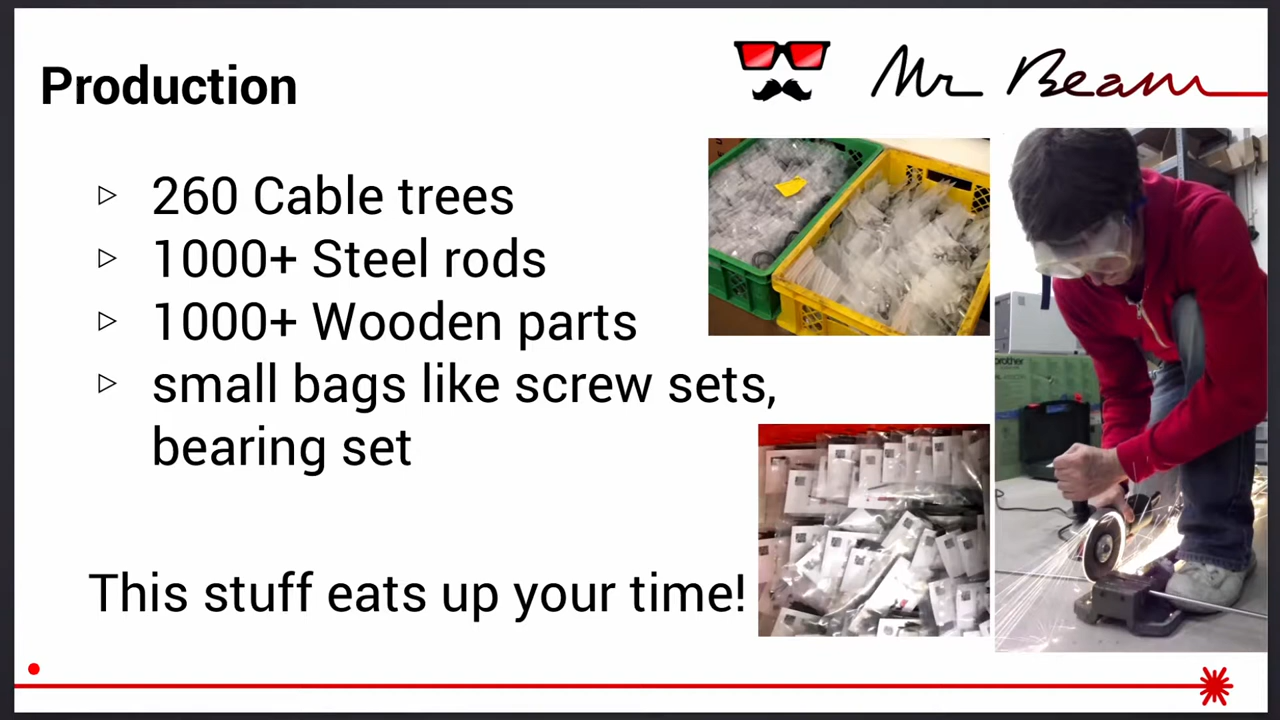 Production
Mr Beam
260 Cable trees
1000+ Steel rods
1000+ Wooden parts
small bags like screw sets,
bearing set
This stuff eats up your time!
brother